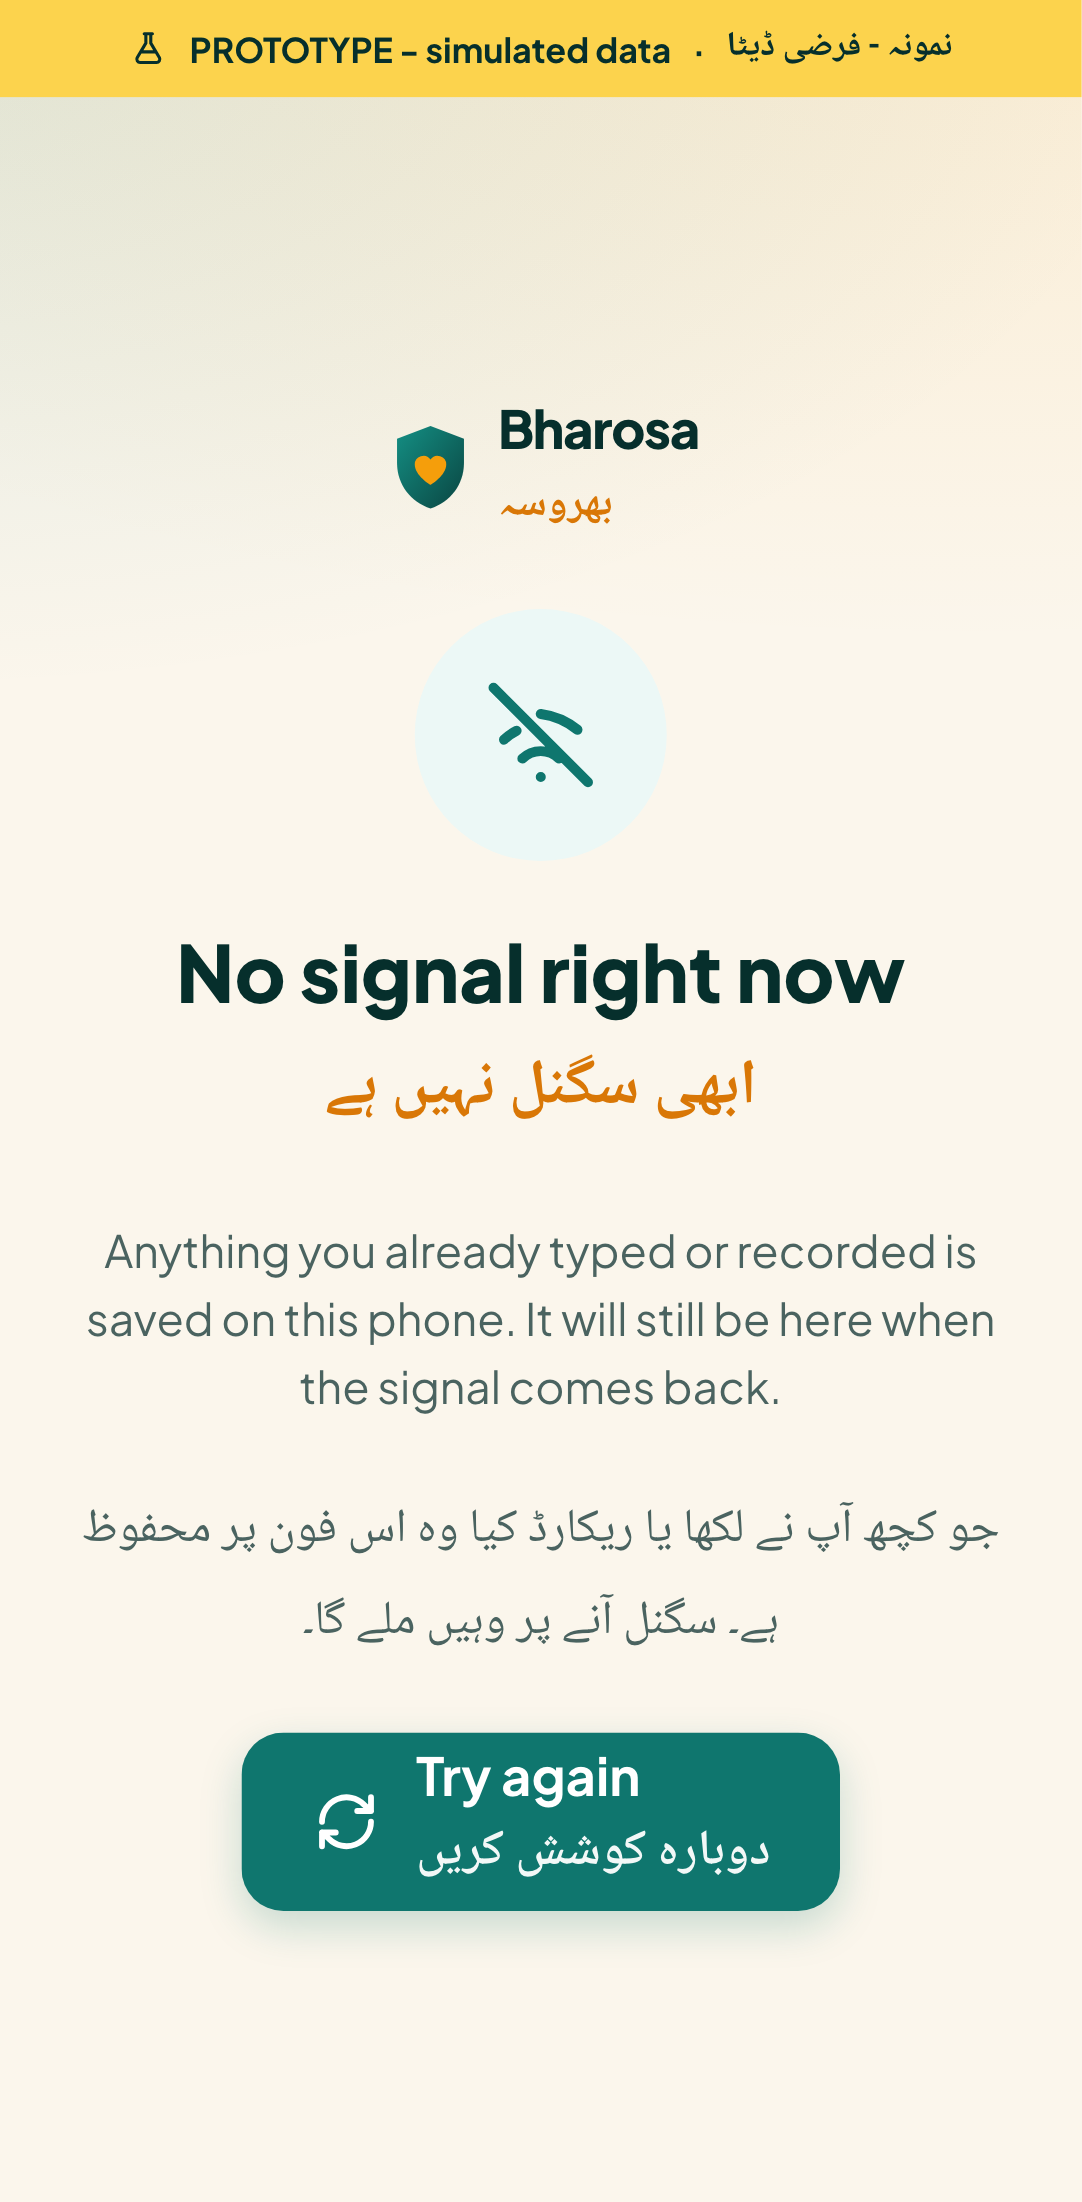 PROTOTYPE – simulated data · نمونہ - فرضی ڈیٹا
Bharosa
بھروسہ
No signal right now
ابھی سگنل نہیں ہے
Anything you already typed or recorded is
saved on this phone. It will still be here when
the signal comes back.
جو کچھ آپ نے لکھا یا ریکارڈ کیا وہ اس فون پر محفوظ
ہے۔ سگنل آنے پر وہیں ملے گا۔
Try again
دوبارہ کوشش کریں